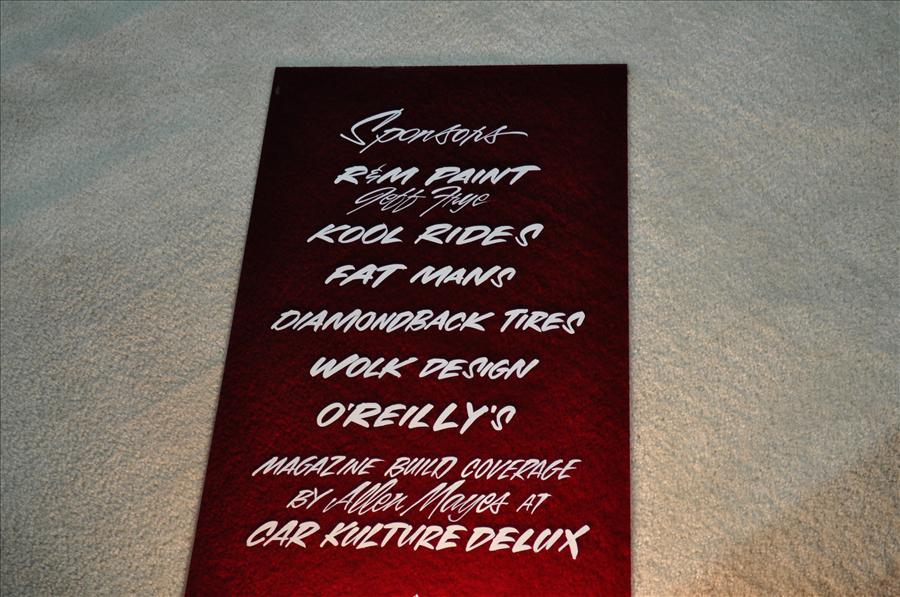 Sponsors
R&M PAINT
Geff Frye
KOOL RIDES
FAT MANS
DIAMONDBACK TIRES
WOLK DESIGN
O'REILLY'S
MAGAZINE BUILD COVERAGE
BY Allen Mayes AT
CAR KULTURE DELUX